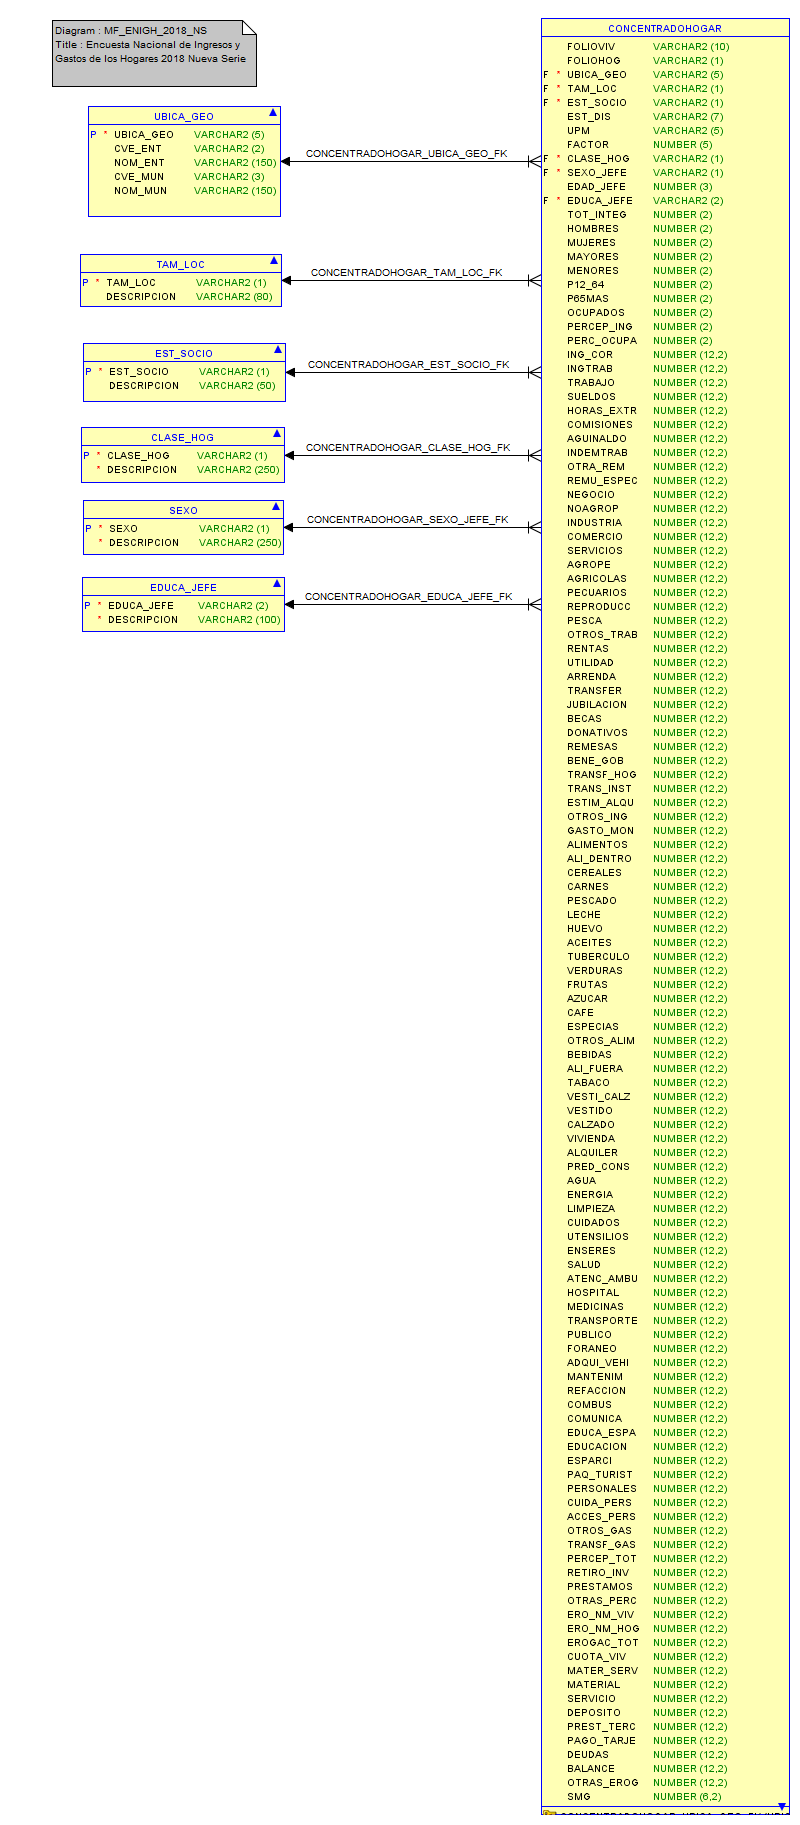 Diagram : MF_ENIGH_2018_NS
Title : Encuesta Nacional de Ingresos y
Gastos de los Hogares 2018 Nueva Serie
UBICA_GEO
P * UBICA_GEO VARCHAR2 (5)
CVE_ENT VARCHAR2 (2)
NOM_ENT VARCHAR2 (150)
CVE_MUN VARCHAR2 (3)
NOM_MUN VARCHAR2 (150)
CONCENTRADOHOGAR_UBICA_GEO_FK
TAM_LOC
P * TAM_LOC VARCHAR2 (1)
DESCRIPCION VARCHAR2 (80)
CONCENTRADOHOGAR_TAM_LOC_FK
EST_SOCIO
P * EST_SOCIO VARCHAR2 (1)
DESCRIPCION VARCHAR2 (50)
CONCENTRADOHOGAR_EST_SOCIO_FK
CLASE_HOG
P * CLASE_HOG VARCHAR2 (1)
* DESCRIPCION VARCHAR2 (250)
CONCENTRADOHOGAR_CLASE_HOG_FK
SEXO
P * SEXO VARCHAR2 (1)
* DESCRIPCION VARCHAR2 (250)
CONCENTRADOHOGAR_SEXO_JEFE_FK
EDUCA_JEFE
P * EDUCA_JEFE VARCHAR2 (2)
* DESCRIPCION VARCHAR2 (100)
CONCENTRADOHOGAR_EDUCA_JEFE_FK
CONCENTRADOHOGAR
FOLIOVIV VARCHAR2 (10)
FOLIOHOG VARCHAR2 (1)
F * UBICA_GEO VARCHAR2 (5)
F * TAM_LOC VARCHAR2 (1)
F * EST_SOCIO VARCHAR2 (1)
EST_DIS VARCHAR2 (7)
UPM VARCHAR2 (5)
FACTOR NUMBER (5)
F * CLASE_HOG VARCHAR2 (1)
F * SEXO_JEFE VARCHAR2 (1)
EDAD_JEFE NUMBER (3)
F * EDUCA_JEFE VARCHAR2 (2)
TOT_INTEG NUMBER (2)
HOMBRES NUMBER (2)
MUJERES NUMBER (2)
MAYORES NUMBER (2)
MENORES NUMBER (2)
P12_64 NUMBER (2)
P65MAS NUMBER (2)
OCUPADOS NUMBER (2)
PERCEP_ING NUMBER (2)
PERC_OCUPA NUMBER (2)
ING_COR NUMBER (12,2)
INGTRAB NUMBER (12,2)
TRABAJO NUMBER (12,2)
SUELDOS NUMBER (12,2)
HORAS_EXTR NUMBER (12,2)
COMISIONES NUMBER (12,2)
AGUINALDO NUMBER (12,2)
INDEMTRAB NUMBER (12,2)
OTRA_REM NUMBER (12,2)
REMU_ESPEC NUMBER (12,2)
NEGOCIO NUMBER (12,2)
NOAGROP NUMBER (12,2)
INDUSTRIA NUMBER (12,2)
COMERCIO NUMBER (12,2)
SERVICIOS NUMBER (12,2)
AGROPE NUMBER (12,2)
AGRICOLAS NUMBER (12,2)
PECUARIOS NUMBER (12,2)
REPRODUCC NUMBER (12,2)
PESCA NUMBER (12,2)
OTROS_TRAB NUMBER (12,2)
RENTAS NUMBER (12,2)
UTILIDAD NUMBER (12,2)
ARRENDA NUMBER (12,2)
TRANSFER NUMBER (12,2)
JUBILACION NUMBER (12,2)
BECAS NUMBER (12,2)
DONATIVOS NUMBER (12,2)
REMESAS NUMBER (12,2)
BENE_GOB NUMBER (12,2)
TRANSF_HOG NUMBER (12,2)
TRANS_INST NUMBER (12,2)
ESTIM_ALQU NUMBER (12,2)
OTROS_ING NUMBER (12,2)
GASTO_MON NUMBER (12,2)
ALIMENTOS NUMBER (12,2)
ALI_DENTRO NUMBER (12,2)
CEREALES NUMBER (12,2)
CARNES NUMBER (12,2)
PESCADO NUMBER (12,2)
LECHE NUMBER (12,2)
HUEVO NUMBER (12,2)
ACEITES NUMBER (12,2)
TUBERCULO NUMBER (12,2)
VERDURAS NUMBER (12,2)
FRUTAS NUMBER (12,2)
AZUCAR NUMBER (12,2)
CAFE NUMBER (12,2)
ESPECIAS NUMBER (12,2)
OTROS_ALIM NUMBER (12,2)
BEBIDAS NUMBER (12,2)
ALI_FUERA NUMBER (12,2)
TABACO NUMBER (12,2)
VESTI_CALZ NUMBER (12,2)
VESTIDO NUMBER (12,2)
CALZADO NUMBER (12,2)
VIVIENDA NUMBER (12,2)
ALQUILER NUMBER (12,2)
PRED_CONS NUMBER (12,2)
AGUA NUMBER (12,2)
ENERGIA NUMBER (12,2)
LIMPIEZA NUMBER (12,2)
CUIDADOS NUMBER (12,2)
UTENSILIOS NUMBER (12,2)
ENSERES NUMBER (12,2)
SALUD NUMBER (12,2)
ATENC_AMBU NUMBER (12,2)
HOSPITAL NUMBER (12,2)
MEDICINAS NUMBER (12,2)
TRANSPORTE NUMBER (12,2)
PUBLICO NUMBER (12,2)
FORANEO NUMBER (12,2)
ADQUI_VEHI NUMBER (12,2)
MANTENIM NUMBER (12,2)
REFACCION NUMBER (12,2)
COMBUS NUMBER (12,2)
COMUNICA NUMBER (12,2)
EDUCA_ESPA NUMBER (12,2)
EDUCACION NUMBER (12,2)
ESPARCI NUMBER (12,2)
PAQ_TURIST NUMBER (12,2)
PERSONALES NUMBER (12,2)
CUIDA_PERS NUMBER (12,2)
ACCES_PERS NUMBER (12,2)
OTROS_GAS NUMBER (12,2)
TRANSF_GAS NUMBER (12,2)
PERCEP_TOT NUMBER (12,2)
RETIRO_INV NUMBER (12,2)
PRESTAMOS NUMBER (12,2)
OTRAS_PERC NUMBER (12,2)
ERO_NM_VIV NUMBER (12,2)
ERO_NM_HOG NUMBER (12,2)
EROGAC_TOT NUMBER (12,2)
CUOTA_VIV NUMBER (12,2)
MATER_SERV NUMBER (12,2)
MATERIAL NUMBER (12,2)
SERVICIO NUMBER (12,2)
DEPOSITO NUMBER (12,2)
PREST_TERC NUMBER (12,2)
PAGO_TARJE NUMBER (12,2)
DEUDAS NUMBER (12,2)
BALANCE NUMBER (12,2)
OTRAS_EROG NUMBER (12,2)
SMG NUMBER (6,2)